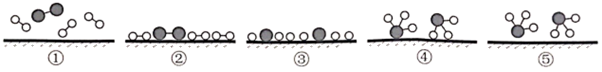 ① ② ③ ④ ⑤